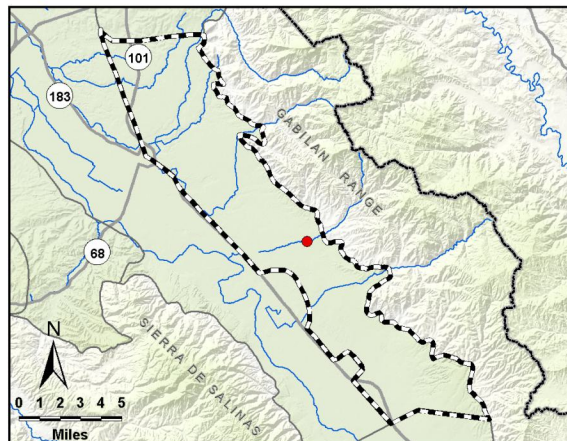 101
183
GABILAN RANGE
68
SIERRA DE SALINAS
N
0 1 2 3 4 5
Miles